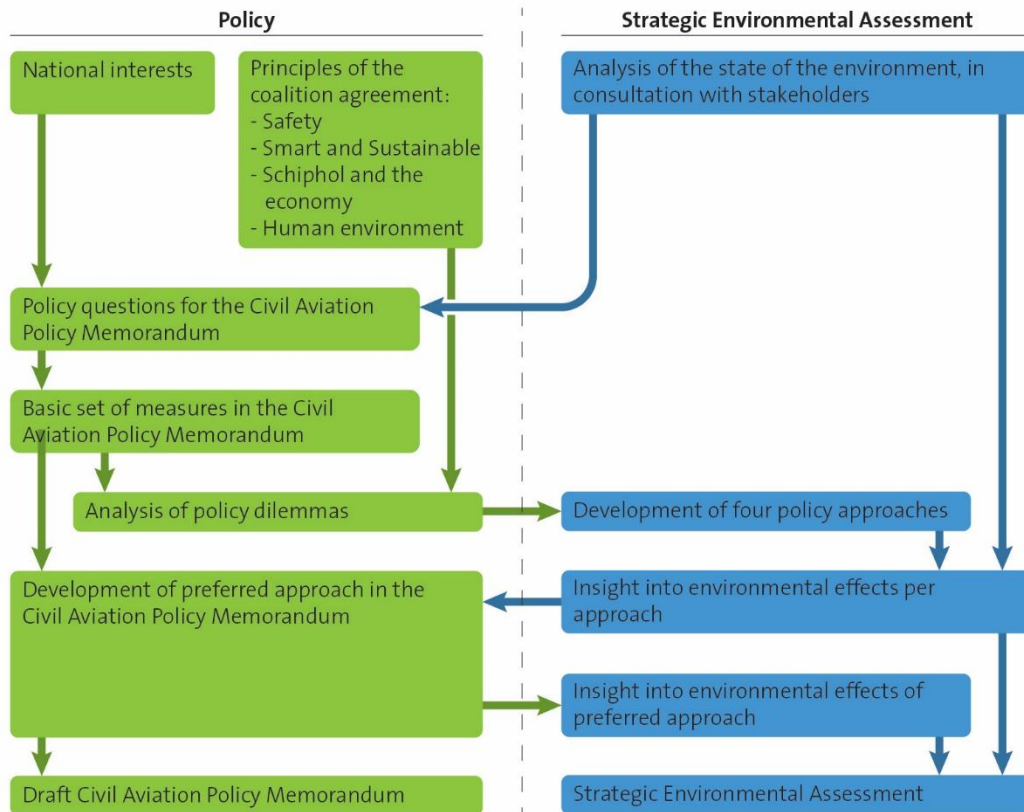 Policy
Strategic Environmental Assessment
National interests
Principles of the
coalition agreement:
- Safety
- Smart and Sustainable
- Schiphol and the
economy
- Human environment
Analysis of the state of the environment, in
consultation with stakeholders
Policy questions for the Civil Aviation
Policy Memorandum
Basic set of measures in the Civil
Aviation Policy Memorandum
Analysis of policy dilemmas
Development of four policy approaches
Development of preferred approach in the
Civil Aviation Policy Memorandum
Insight into environmental effects per
approach
Insight into environmental effects of
preferred approach
Draft Civil Aviation Policy Memorandum
Strategic Environmental Assessment